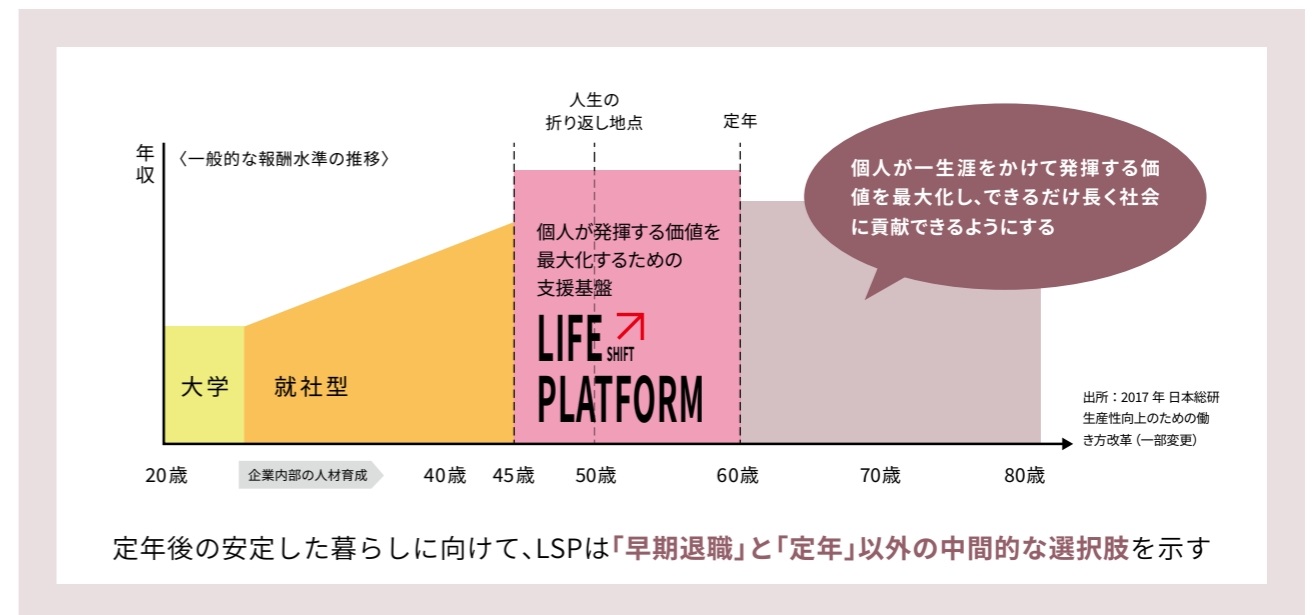 人生の
折り返し地点
定年
年収
〈一般的な報酬水準の推移〉
個人が一生涯をかけて発揮する価
値を最大化し、できるだけ長く社会
に貢献できるようにする
個人が発揮する価値を
最大化するための
支援基盤
LIFE SHIFT
PLATFORM
大学
就社型
出所：2017 年 日本総研
生産性向上のための働
き方改革（一部変更）
20歳
企業内部の人材育成
40歳
45歳
50歳
60歳
70歳
80歳
定年後の安定した暮らしに向けて、LSPは「早期退職」と「定年」以外の中間的な選択肢を示す